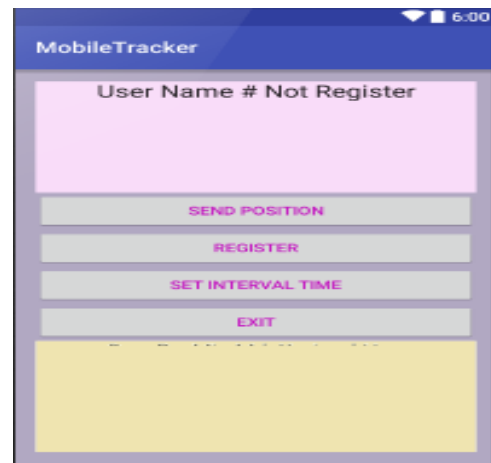 6:00
MobileTracker
User Name # Not Register
SEND POSITION
REGISTER
SET INTERVAL TIME
EXIT